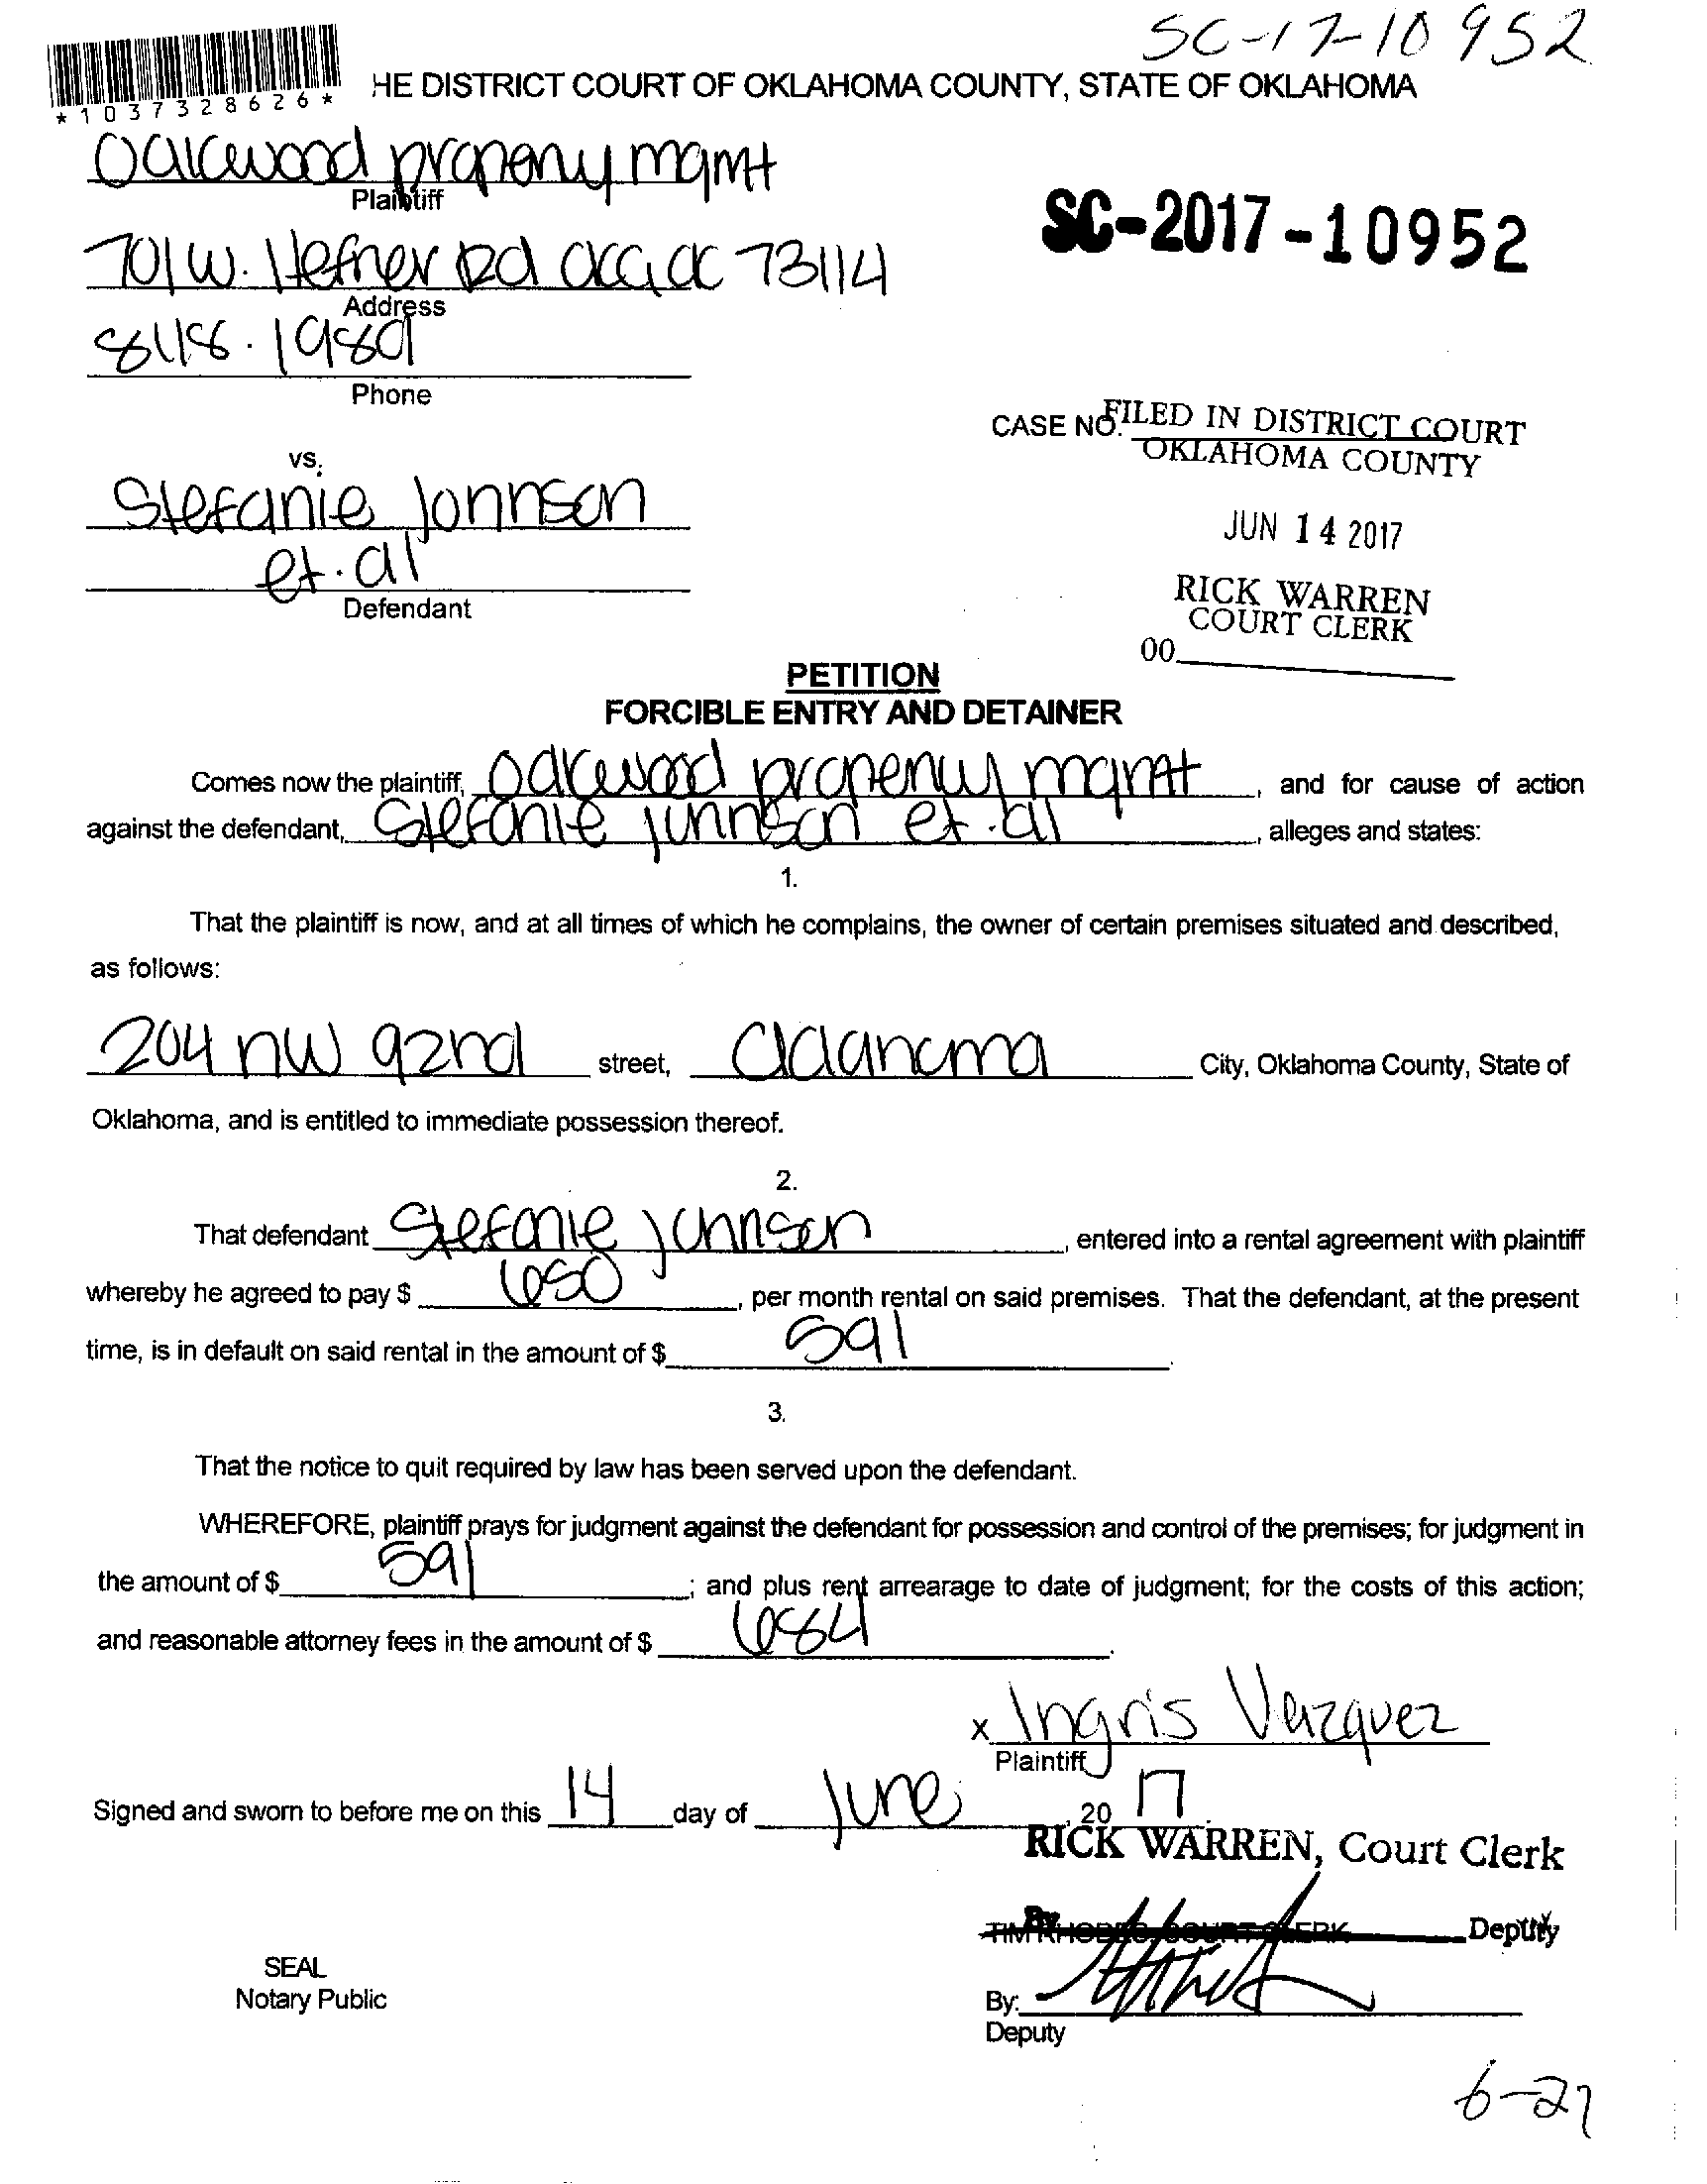 SC-17-10952
*1037328626*
HE DISTRICT COURT OF OKLAHOMA COUNTY, STATE OF OKLAHOMA
Oakwood property mgmt
Plaintiff
SC-2017-10952
701 W. Hefner Rd OKC OK 73114
Address
848.1989
Phone
CASE NO.
FILED IN DISTRICT COURT
OKLAHOMA COUNTY
vs.
Stefanie Johnson
et.al
Defendant
JUN 14 2017
RICK WARREN
COURT CLERK
00
PETITION
FORCIBLE ENTRY AND DETAINER
Comes now the plaintiff, Oakwood property mgmt, and for cause of action
against the defendant, Stefanie Johnson et.al, alleges and states:
1.
That the plaintiff is now, and at all times of which he complains, the owner of certain premises situated and described,
as follows:
204 NW 92nd street, Oklahoma City, Oklahoma County, State of
Oklahoma, and is entitled to immediate possession thereof.
2.
That defendant Stefanie Johnson, entered into a rental agreement with plaintiff
whereby he agreed to pay $ 650, per month rental on said premises. That the defendant, at the present
time, is in default on said rental in the amount of $ 591.
3.
That the notice to quit required by law has been served upon the defendant.
WHEREFORE, plaintiff prays for judgment against the defendant for possession and control of the premises; for judgment in
the amount of $ 591; and plus rent arrearage to date of judgment; for the costs of this action;
and reasonable attorney fees in the amount of $ 684.
x Ingris Vazquez
Plaintiff
Signed and sworn to before me on this 14 day of June, 20 17.
RICK WARREN, Court Clerk
By Deputy
TIM RHODES, COURT CLERK
SEAL
Notary Public
By:
Deputy
6-27